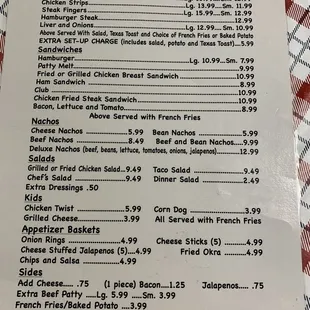 Chicken Strips Lg. 13.99.... Sm. 11.99
Steak Fingers Lg. 15.99.... Sm. 12.99
Hamburger Steak 12.99
Liver and Onions Lg. 12.99.... Sm. 10.99
Above Served with Salad, Texas Toast and Choice of French Fries or Baked Potato
EXTRA SET-UP CHARGE (includes salad, potato and Texas Toast).. 5.99
Sandwiches
Hamburger Lg. 10.99... Sm. 7.99
Patty Melt 9.99
Fried or Grilled Chicken Breast Sandwich 10.99
Ham Sandwich 8.99
Club 10.99
Chicken Fried Steak Sandwich 10.99
Bacon, Lettuce and Tomato 8.99
Above Served with French Fries
Nachos
Cheese Nachos 5.99 Bean Nachos 5.99
Beef Nachos 8.49 Beef and Bean Nachos 9.99
Deluxe Nachos (beef, beans, lettuce, tomatoes, onions, jalapenos) 12.99
Salads
Grilled or Fried Chicken Salad.. 9.49 Taco Salad 9.49
Chef's Salad 9.49 Dinner Salad 2.49
Extra Dressings .50
Kids
Chicken Twist 5.99 Corn Dog 3.99
Grilled Cheese 3.99 All Served with French Fries
Appetizer Baskets
Onion Rings 4.99 Cheese Sticks (5) 4.99
Cheese Stuffed Jalapenos (5).... 4.99 Fried Okra 4.99
Chips and Salsa 4.99
Sides
Add Cheese..... .75 (1 piece) Bacon....1.25 Jalapenos..... .75
Extra Beef Patty ..... Lg. 5.99 ..... Sm. 3.99
French Fries/Baked Potato 3.99